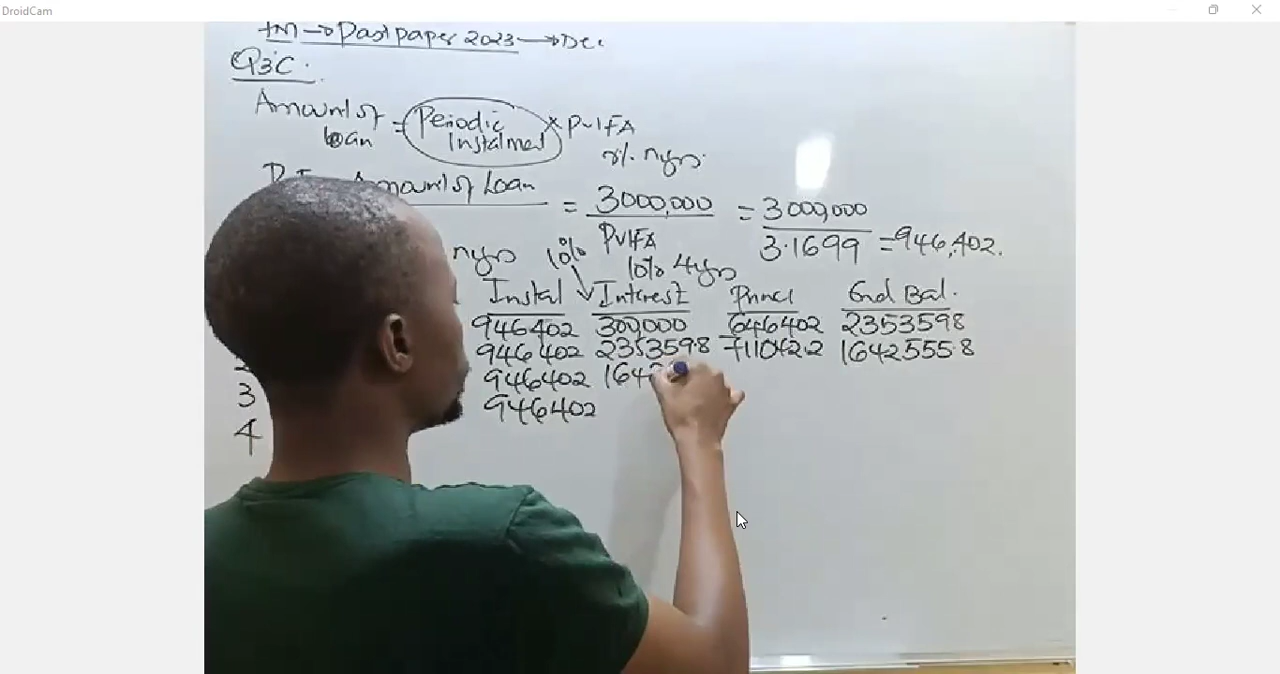 DroidCam
FM → Past paper 2023 → Dec
Q3C.
Amount of loan = Periodic Instalment × PVIFA
r% nyrs.
Amount of Loan = 3000,000 = 3000,000
nyrs 10% PVIFA 3.1699 = 946,402.
10% 4yrs
Instal Interest Princl End Bal.
946402 300,000 646402 2353598
946402 235359.8 711042.2 1642555.8
3 946402 1642
4 946402